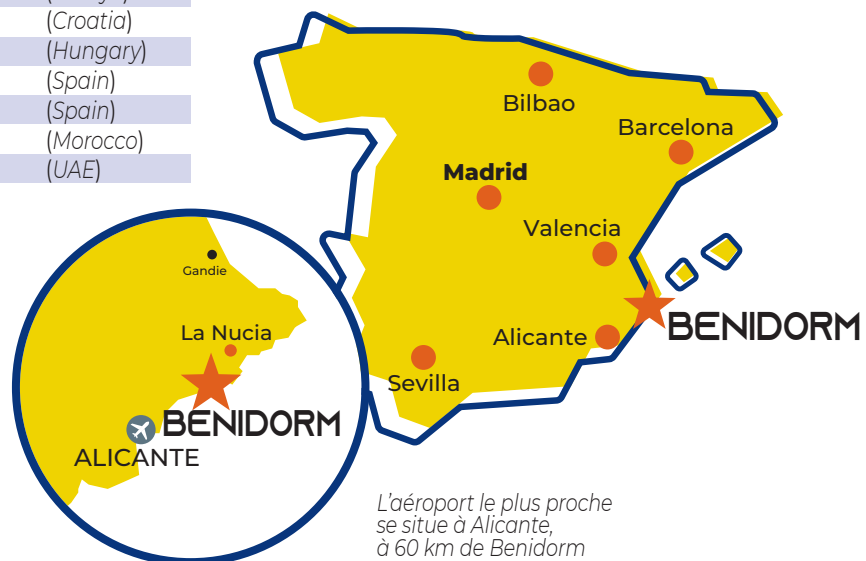 (Croatia)
(Hungary)
(Spain)
(Spain)
(Morocco)
(UAE)
Bilbao
Barcelona
Madrid
Valencia
BENIDORM
Alicante
Sevilla
Gandie
La Nucia
BENIDORM
ALICANTE
L'aéroport le plus proche
se situe à Alicante,
à 60 km de Benidorm